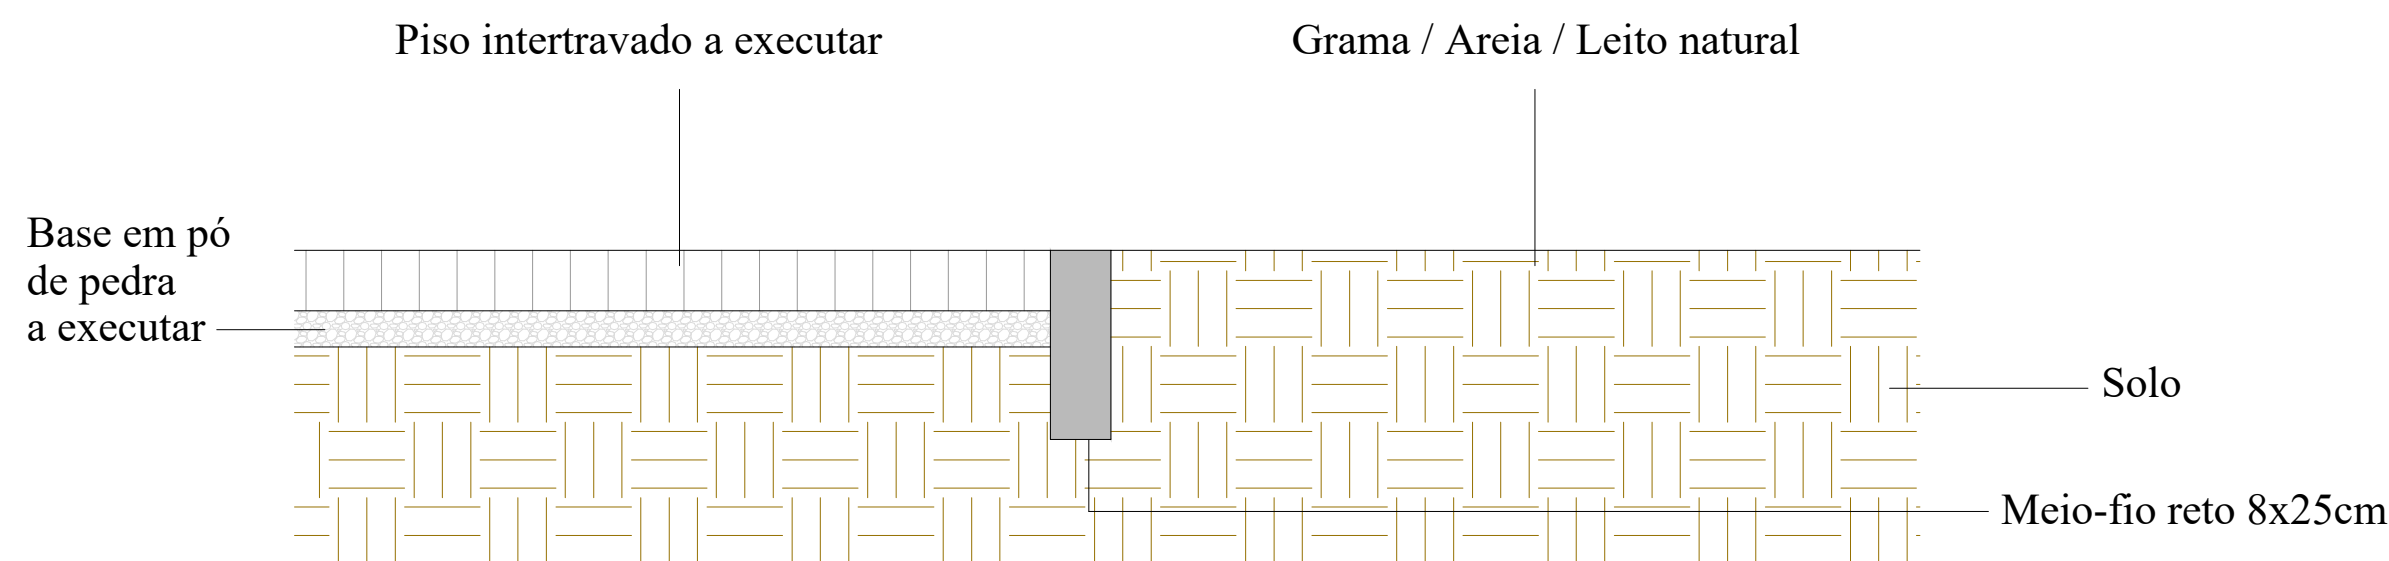 Piso intertravado a executar
Grama / Areia / Leito natural
Base em pó
de pedra
a executar
Solo
Meio-fio reto 8x25cm